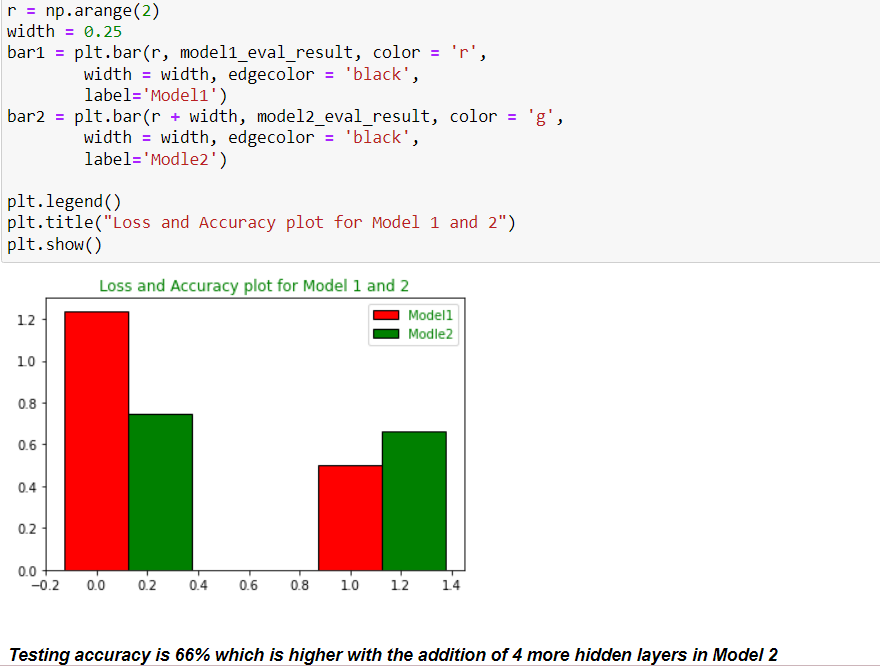 r = np.arange(2)
width = 0.25
bar1 = plt.bar(r, model1_eval_result, color = 'r',
        width = width, edgecolor = 'black',
        label='Model1')
bar2 = plt.bar(r + width, model2_eval_result, color = 'g',
        width = width, edgecolor = 'black',
        label='Modle2')
plt.legend()
plt.title("Loss and Accuracy plot for Model 1 and 2")
plt.show()
Loss and Accuracy plot for Model 1 and 2
Model1
Modle2
1.2
1.0
0.8
0.6
0.4
0.2
0.0
−0.2 0.0 0.2 0.4 0.6 0.8 1.0 1.2 1.4
Testing accuracy is 66% which is higher with the addition of 4 more hidden layers in Model 2